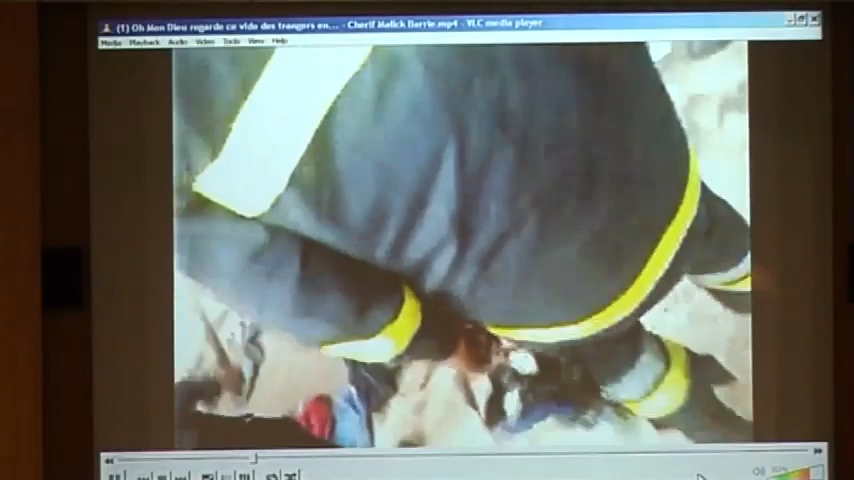 (1) Oh Mon Dieu regarde ce vido des trangers en... - Cherif Malick Barrie.mp4 - VLC media player
Media Playback Audio Video Tools View Help